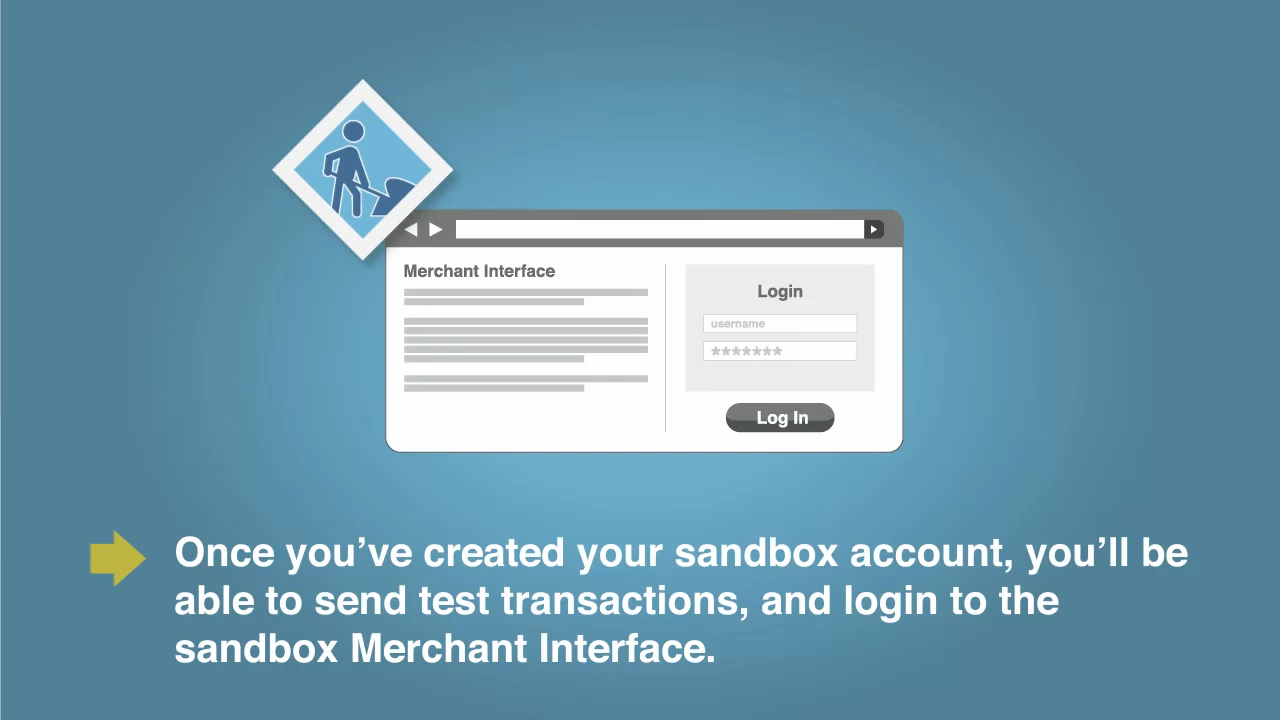 Merchant Interface
Login
username
*******
Log In
Once you’ve created your sandbox account, you’ll be
able to send test transactions, and login to the
sandbox Merchant Interface.